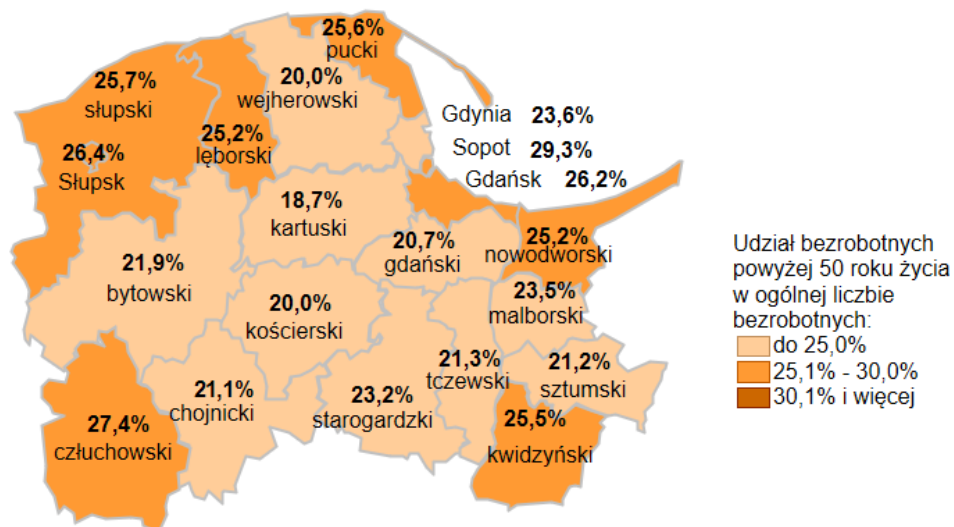 25,6%
pucki
25,7%
słupski
20,0%
wejherowski
Gdynia 23,6%
25,2%
lęborski
Sopot 29,3%
26,4%
Słupsk
Gdańsk 26,2%
18,7%
kartuski
20,7%
gdański
25,2%
nowodworski
21,9%
bytowski
23,5%
malborski
20,0%
kościerski
21,3%
tczewski
21,2%
sztumski
21,1%
chojnicki
23,2%
starogardzki
27,4%
człuchowski
25,5%
kwidzyński
Udział bezrobotnych
powyżej 50 roku życia
w ogólnej liczbie
bezrobotnych:
do 25,0%
25,1% - 30,0%
30,1% i więcej